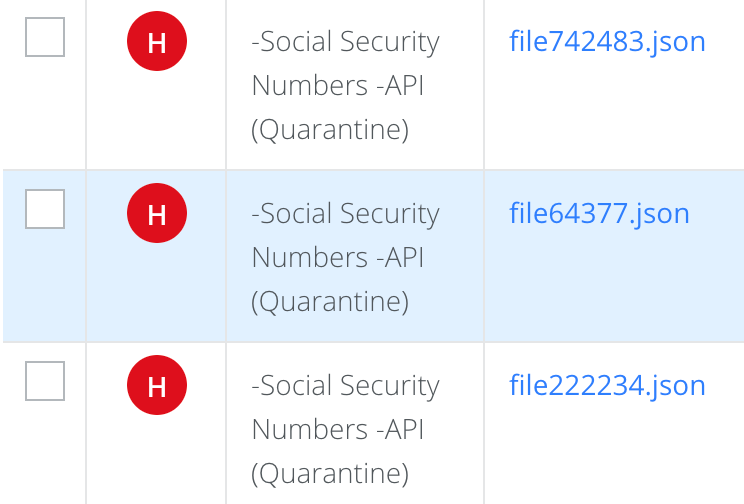 H
-Social Security
Numbers -API
(Quarantine)
file742483.json
H
-Social Security
Numbers -API
(Quarantine)
file64377.json
H
-Social Security
Numbers -API
(Quarantine)
file222234.json